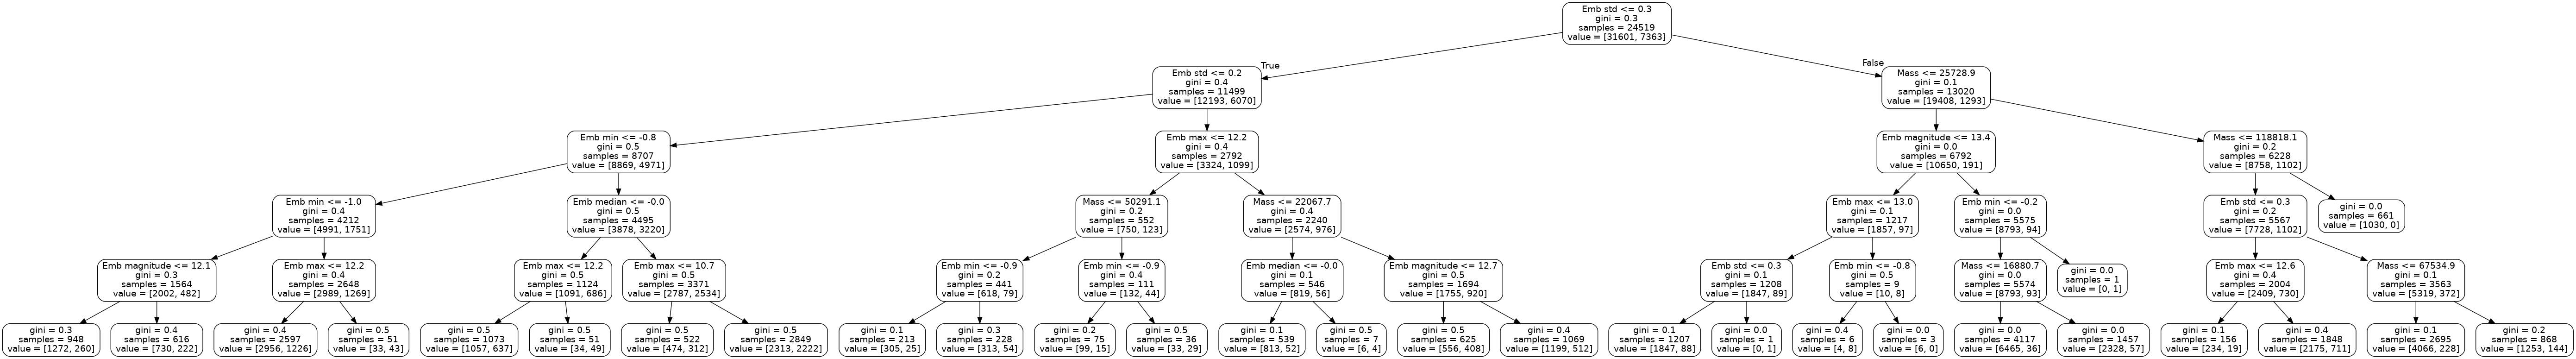 Emb std <= 0.3
gini = 0.3
samples = 24519
value = [31601, 7363]
True
False
Emb std <= 0.2
gini = 0.4
samples = 11499
value = [12193, 6070]
Mass <= 25728.9
gini = 0.1
samples = 13020
value = [19408, 1293]
Emb min <= -0.8
gini = 0.5
samples = 8707
value = [8869, 4971]
Emb max <= 12.2
gini = 0.4
samples = 2792
value = [3324, 1099]
Emb magnitude <= 13.4
gini = 0.0
samples = 6792
value = [10650, 191]
Mass <= 118818.1
gini = 0.2
samples = 6228
value = [8758, 1102]
Emb min <= -1.0
gini = 0.4
samples = 4212
value = [4991, 1751]
Emb median <= -0.0
gini = 0.5
samples = 4495
value = [3878, 3220]
Mass <= 50291.1
gini = 0.2
samples = 552
value = [750, 123]
Mass <= 22067.7
gini = 0.4
samples = 2240
value = [2574, 976]
Emb max <= 13.0
gini = 0.1
samples = 1217
value = [1857, 97]
Emb min <= -0.2
gini = 0.0
samples = 5575
value = [8793, 94]
Emb std <= 0.3
gini = 0.2
samples = 5567
value = [7728, 1102]
gini = 0.0
samples = 661
value = [1030, 0]
Emb magnitude <= 12.1
gini = 0.3
samples = 1564
value = [2002, 482]
Emb max <= 12.2
gini = 0.4
samples = 2648
value = [2989, 1269]
Emb max <= 12.2
gini = 0.5
samples = 1124
value = [1091, 686]
Emb max <= 10.7
gini = 0.5
samples = 3371
value = [2787, 2534]
Emb min <= -0.9
gini = 0.2
samples = 441
value = [618, 79]
Emb min <= -0.9
gini = 0.4
samples = 111
value = [132, 44]
Emb median <= -0.0
gini = 0.1
samples = 546
value = [819, 56]
Emb magnitude <= 12.7
gini = 0.5
samples = 1694
value = [1755, 920]
Emb std <= 0.3
gini = 0.1
samples = 1208
value = [1847, 89]
Emb min <= -0.8
gini = 0.5
samples = 9
value = [10, 8]
Mass <= 16880.7
gini = 0.0
samples = 5574
value = [8793, 93]
gini = 0.0
samples = 1
value = [0, 1]
Emb max <= 12.6
gini = 0.4
samples = 2004
value = [2409, 730]
Mass <= 67534.9
gini = 0.1
samples = 3563
value = [5319, 372]
gini = 0.3
samples = 948
value = [1272, 260]
gini = 0.4
samples = 616
value = [730, 222]
gini = 0.4
samples = 2597
value = [2956, 1226]
gini = 0.5
samples = 51
value = [33, 43]
gini = 0.5
samples = 1073
value = [1057, 637]
gini = 0.5
samples = 51
value = [34, 49]
gini = 0.5
samples = 522
value = [474, 312]
gini = 0.5
samples = 2849
value = [2313, 2222]
gini = 0.1
samples = 213
value = [305, 25]
gini = 0.3
samples = 228
value = [313, 54]
gini = 0.2
samples = 75
value = [99, 15]
gini = 0.5
samples = 36
value = [33, 29]
gini = 0.1
samples = 539
value = [813, 52]
gini = 0.5
samples = 7
value = [6, 4]
gini = 0.5
samples = 625
value = [556, 408]
gini = 0.4
samples = 1069
value = [1199, 512]
gini = 0.1
samples = 1207
value = [1847, 88]
gini = 0.0
samples = 1
value = [0, 1]
gini = 0.4
samples = 6
value = [4, 8]
gini = 0.0
samples = 3
value = [6, 0]
gini = 0.0
samples = 4117
value = [6465, 36]
gini = 0.0
samples = 1457
value = [2328, 57]
gini = 0.1
samples = 156
value = [234, 19]
gini = 0.4
samples = 1848
value = [2175, 711]
gini = 0.1
samples = 2695
value = [4066, 228]
gini = 0.2
samples = 868
value = [1253, 144]